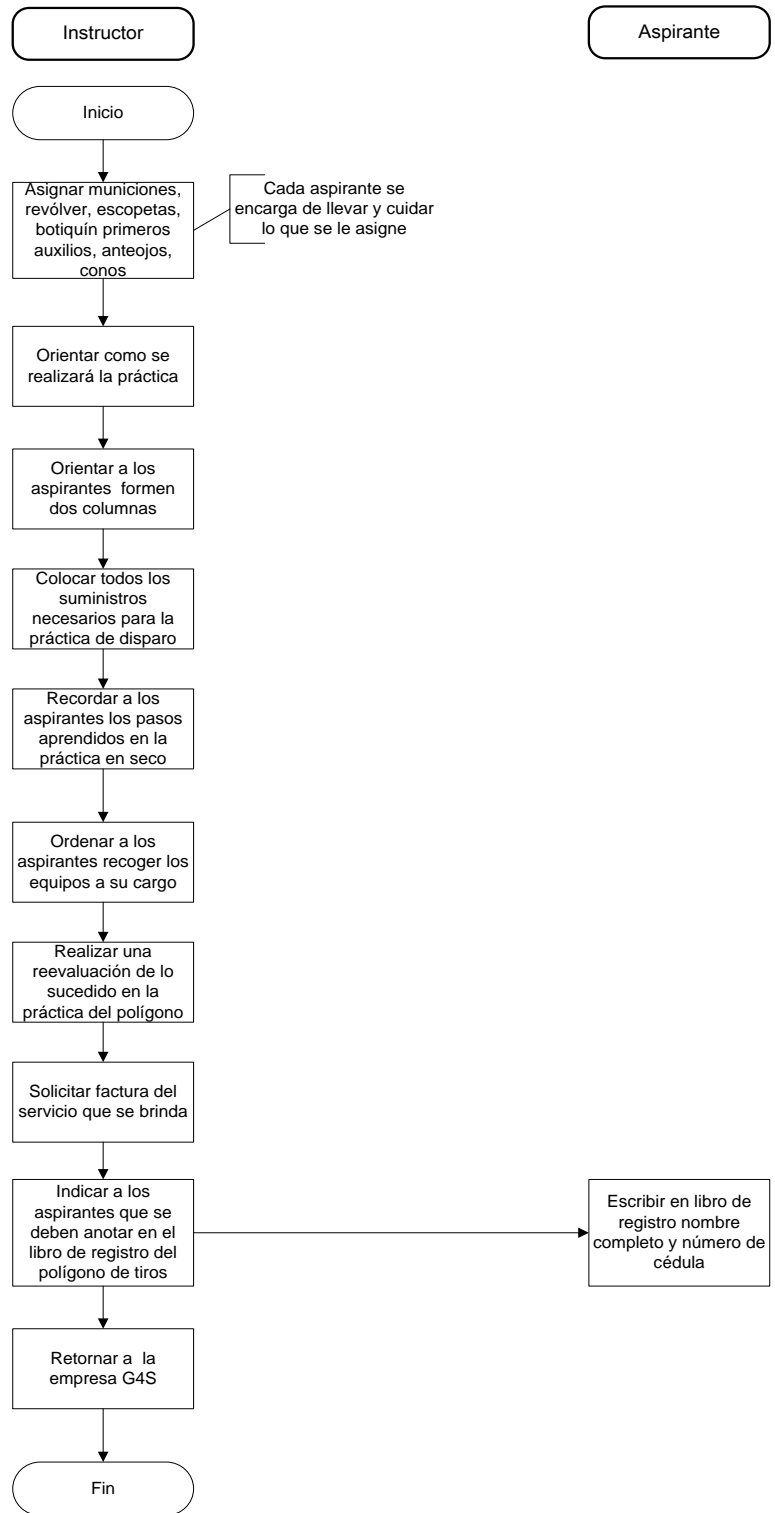 Instructor
Aspirante
Inicio
Asignar municiones,
revólver, escopetas,
botiquín primeros
auxilios, anteojos,
conos
Cada aspirante se
encarga de llevar y cuidar
lo que se le asigne
Orientar como se
realizará la práctica
Orientar a los
aspirantes formen
dos columnas
Colocar todos los
suministros
necesarios para la
práctica de disparo
Recordar a los
aspirantes los pasos
aprendidos en la
práctica en seco
Ordenar a los
aspirantes recoger los
equipos a su cargo
Realizar una
reevaluación de lo
sucedido en la
práctica del polígono
Solicitar factura del
servicio que se brinda
Indicar a los
aspirantes que se
deben anotar en el
libro de registro del
polígono de tiros
Escribir en libro de
registro nombre
completo y número de
cédula
Retornar a la
empresa G4S
Fin